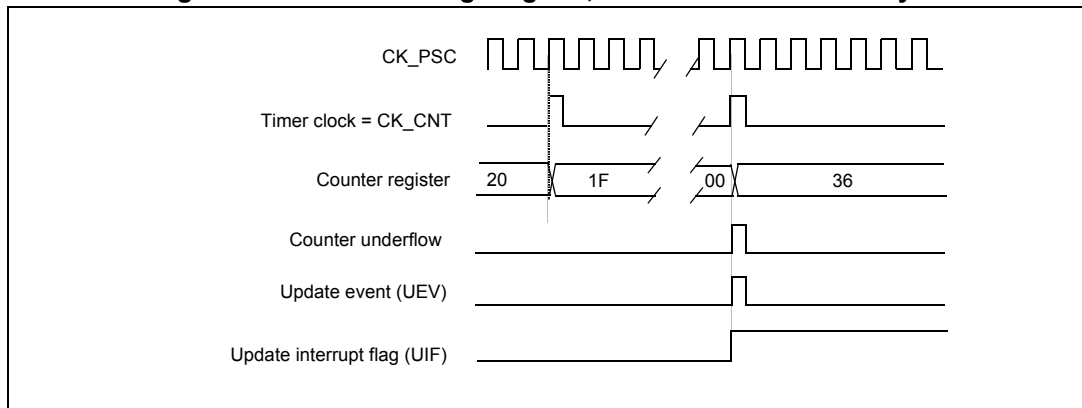 CK_PSC
Timer clock = CK_CNT
Counter register 20 1F 00 36
Counter underflow
Update event (UEV)
Update interrupt flag (UIF)